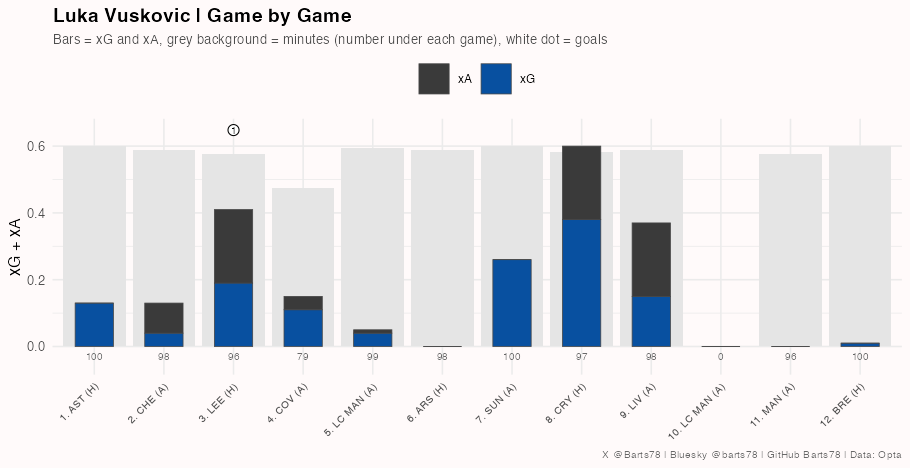 Luka Vuskovic | Game by Game
Bars = xG and xA, grey background = minutes (number under each game), white dot = goals
xA xG
1
xG + xA
0.6
0.4
0.2
0.0
100 98 96 79 99 98 100 97 98 0 96 100
1. AST (H) 2. CHE (A) 3. LEE (H) 4. COV (A) 5. LC MAN (A) 6. ARS (H) 7. SUN (A) 8. CRY (H) 9. LIV (A) 10. LC MAN (A) 11. MAN (A) 12. BRE (H)
X @Barts78 | Bluesky @barts78 | GitHub Barts78 | Data: Opta